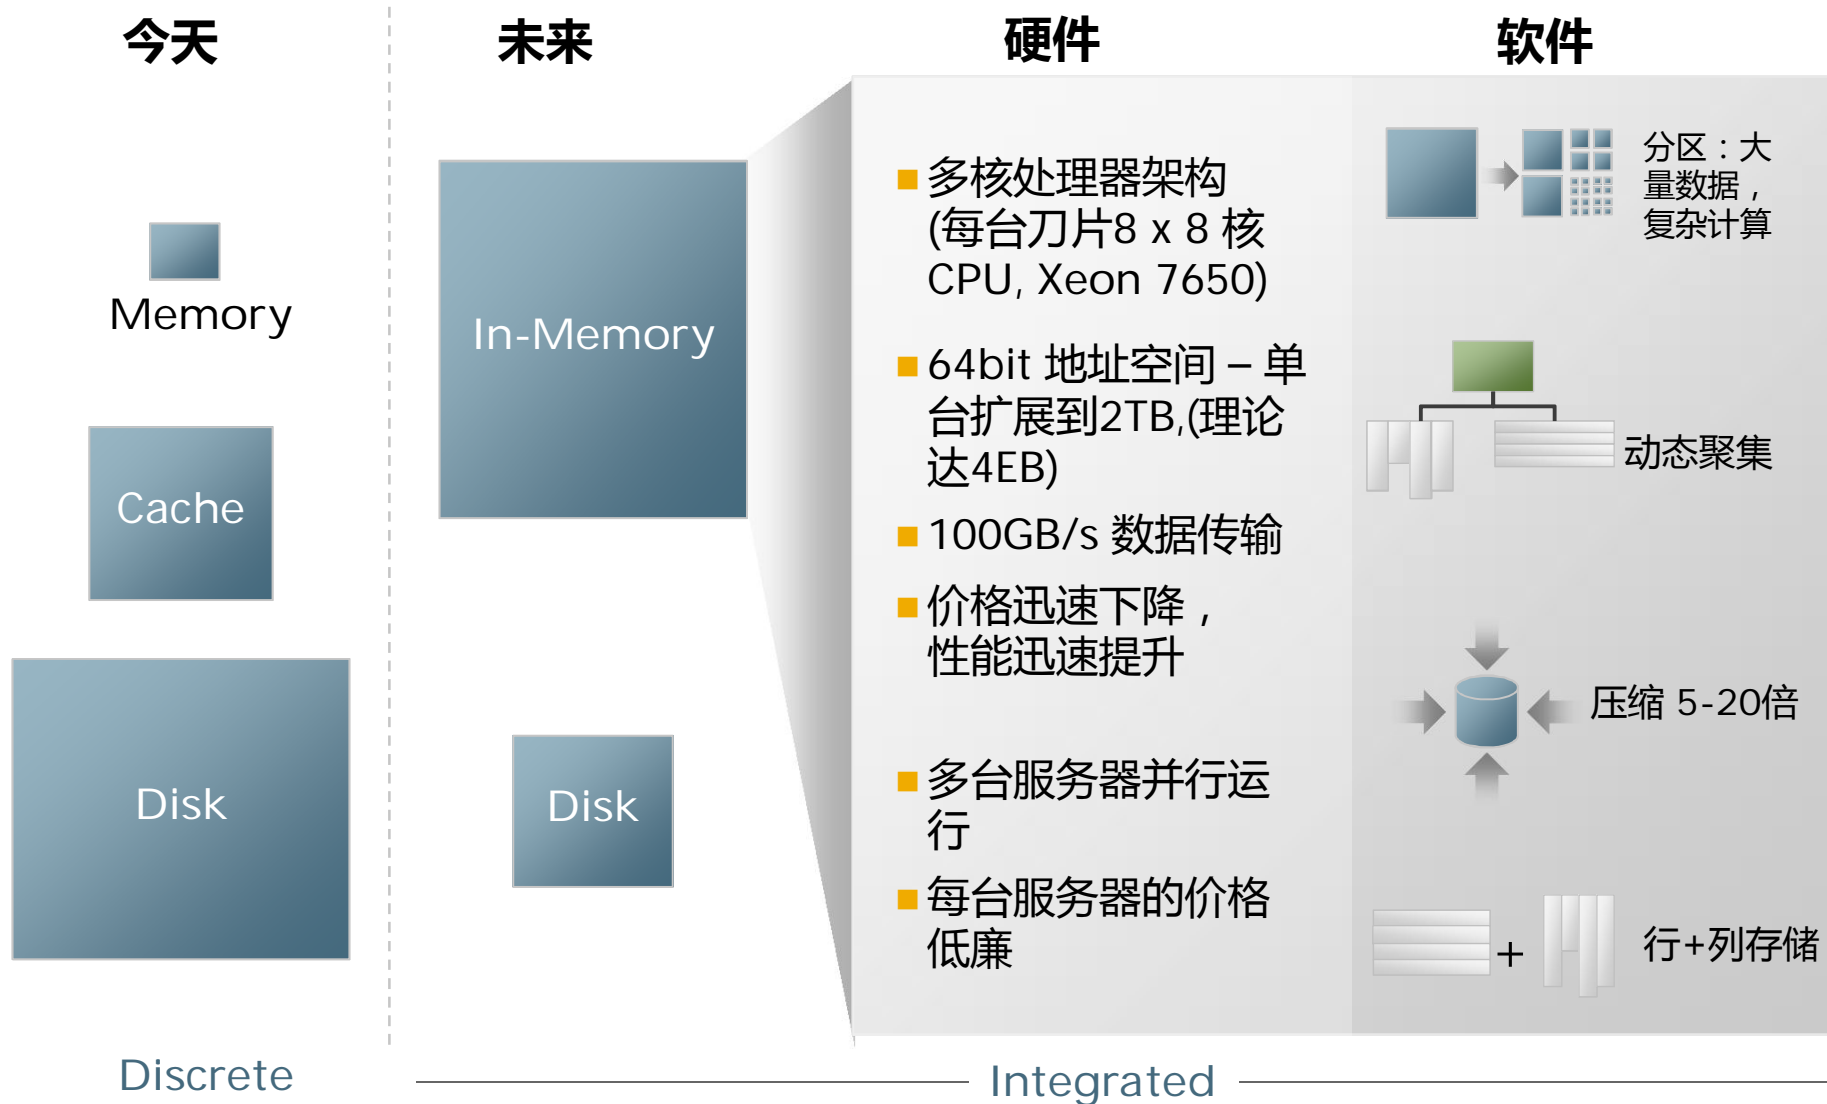 今天
未来
硬件
软件
Memory
Cache
Disk
In-Memory
Disk
多核处理器架构
(每台刀片8 x 8 核
CPU, Xeon 7650)
64bit 地址空间 – 单
台扩展到2TB,(理论
达4EB)
100GB/s 数据传输
价格迅速下降，
性能迅速提升
多台服务器并行运
行
每台服务器的价格
低廉
分区：大
量数据，
复杂计算
动态聚集
压缩 5-20倍
+
行+列存储
Discrete
Integrated